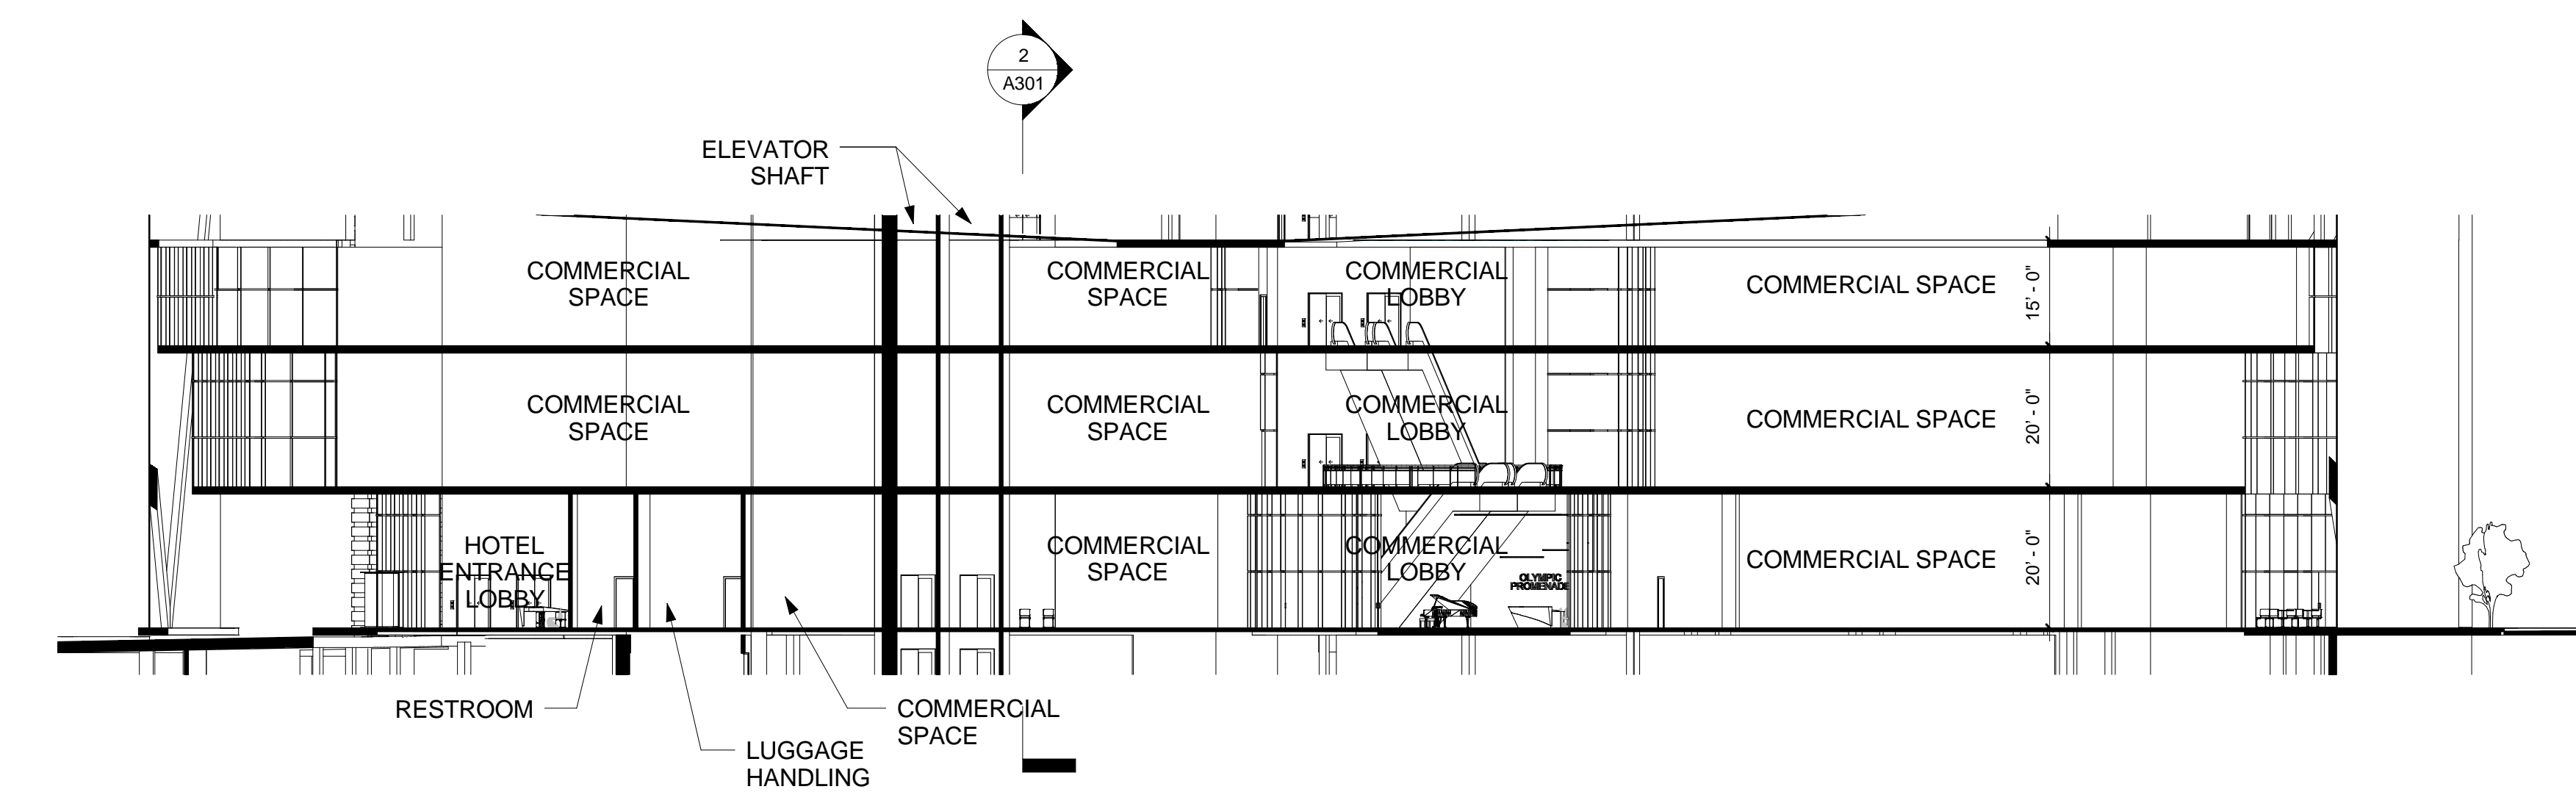 2
A301
ELEVATOR
SHAFT
COMMERCIAL
SPACE
COMMERCIAL
SPACE
COMMERCIAL
LOBBY
COMMERCIAL SPACE
15' - 0"
COMMERCIAL
SPACE
COMMERCIAL
SPACE
COMMERCIAL
LOBBY
COMMERCIAL SPACE
20' - 0"
HOTEL
ENTRANCE
LOBBY
COMMERCIAL
SPACE
COMMERCIAL
LOBBY
OLYMPIC
PROMENADE
COMMERCIAL SPACE
20' - 0"
RESTROOM
LUGGAGE
HANDLING
COMMERCIAL
SPACE